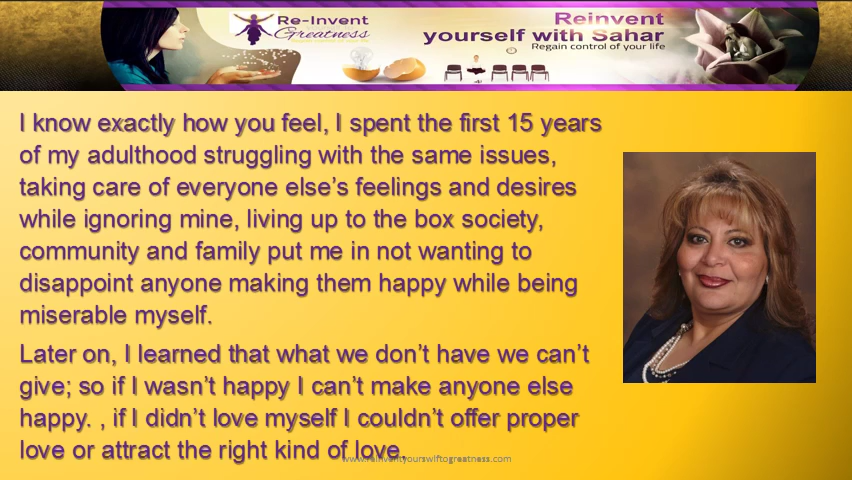 Re-Invent
Greatness
Reinvent
yourself with Sahar
Regain control of your life
I know exactly how you feel, I spent the first 15 years
of my adulthood struggling with the same issues,
taking care of everyone else’s feelings and desires
while ignoring mine, living up to the box society,
community and family put me in not wanting to
disappoint anyone making them happy while being
miserable myself.
Later on, I learned that what we don’t have we can’t
give; so if I wasn’t happy I can’t make anyone else
happy. , if I didn’t love myself I couldn’t offer proper
love or attract the right kind of love.